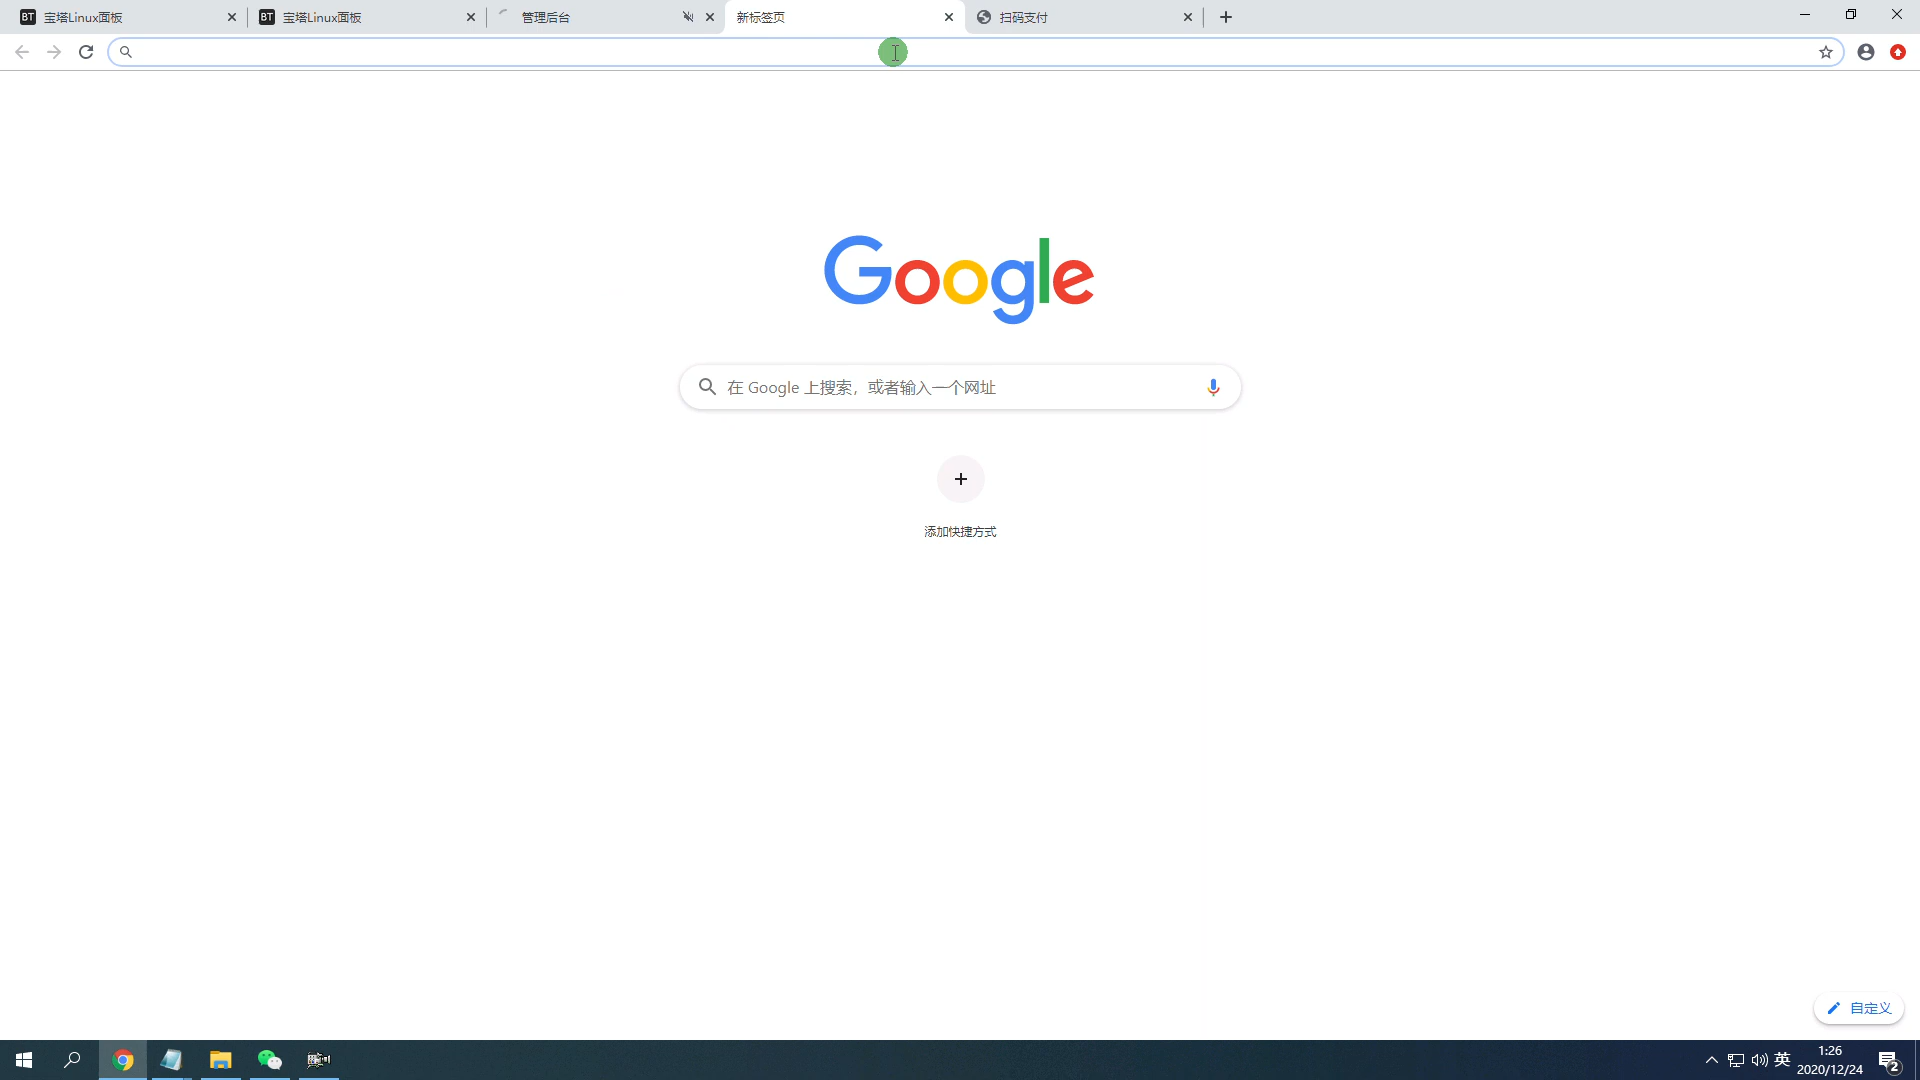 BT 宝塔Linux面板
BT 宝塔Linux面板
管理后台
新标签页
扫码支付
Google
在 Google 上搜索，或者输入一个网址
添加快捷方式
自定义
英
1:26
2020/12/24
2